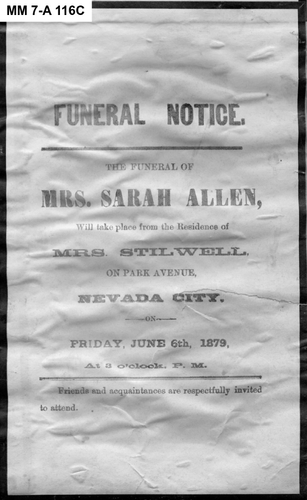 MM 7-A 116C
FUNERAL NOTICE.
THE FUNERAL OF
MRS. SARAH ALLEN,
Will take place from the Residence of
MRS. STILWELL,
ON PARK AVENUE,
NEVADA CITY.
—ON—
FRIDAY, JUNE 6th, 1879,
At 3 o'clock, P. M.
Friends and acquaintances are respectfully invited
to attend.